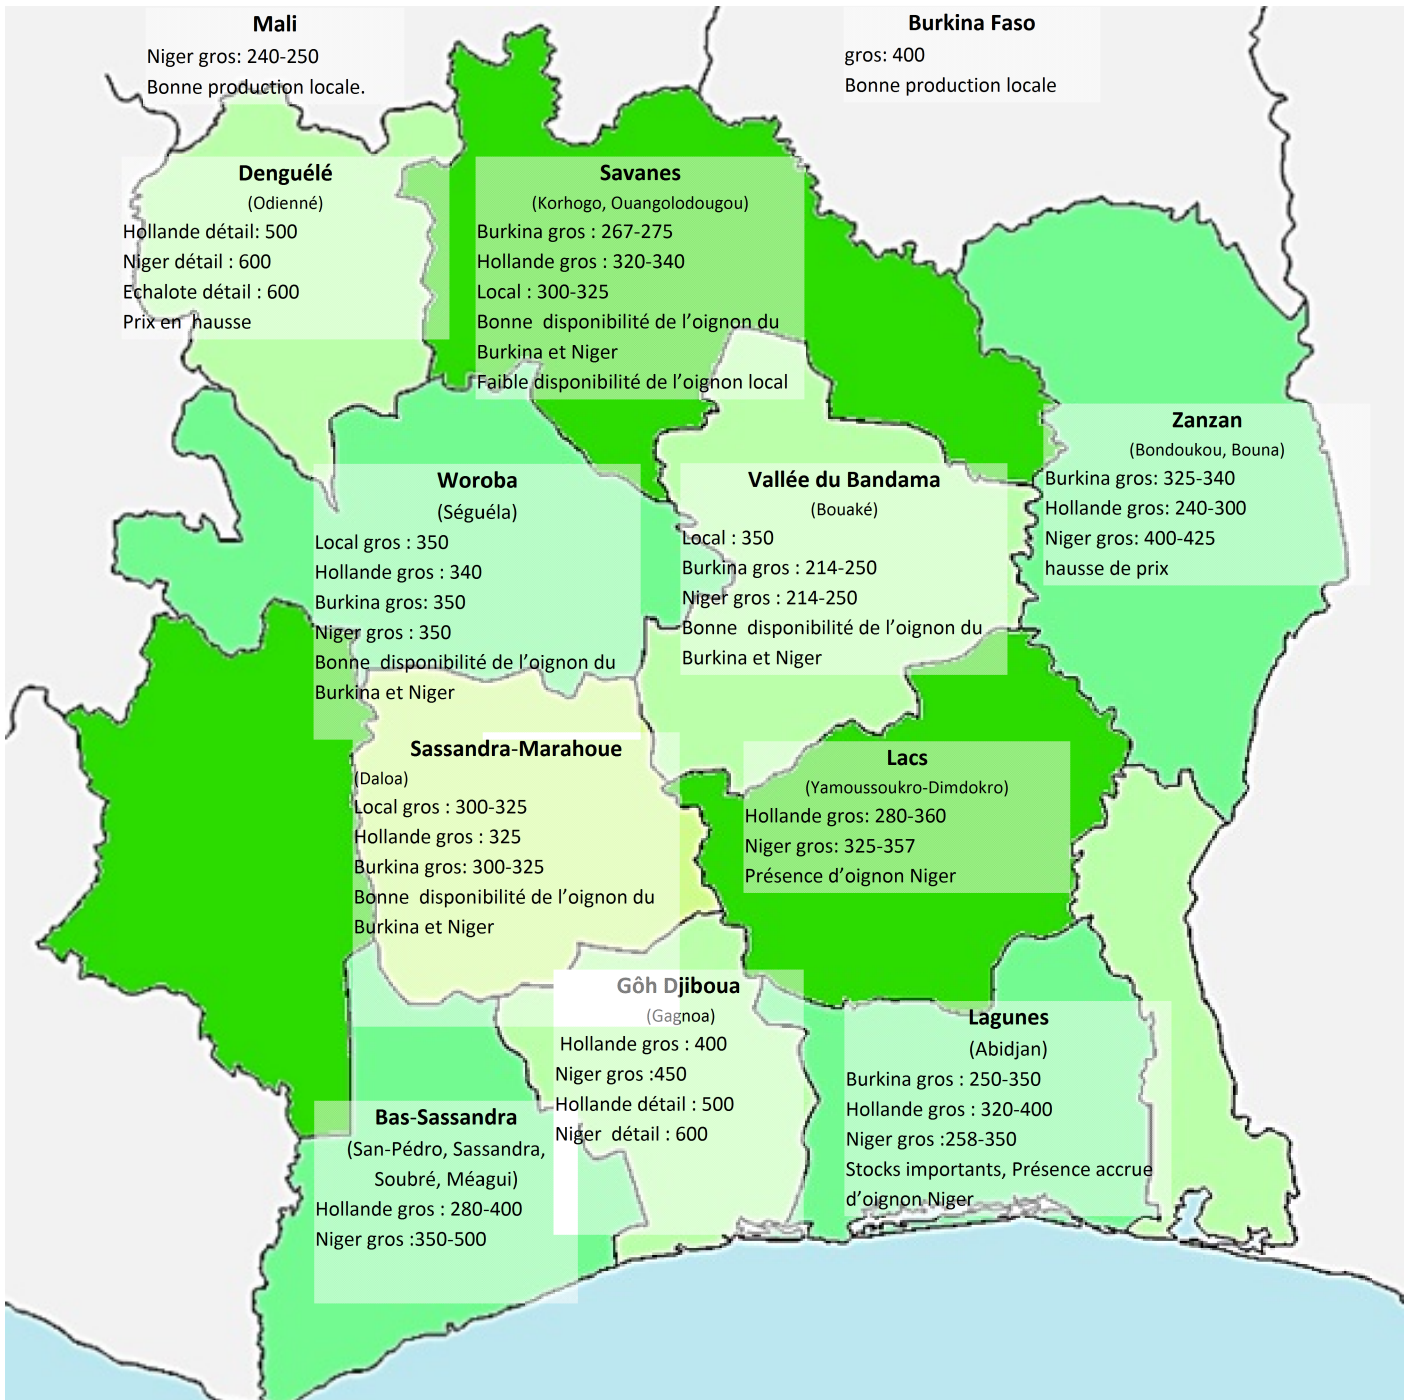 Mali
Niger gros: 240-250
Bonne production locale.
Burkina Faso
gros: 400
Bonne production locale
Denguélé
(Odienné)
Hollande détail: 500
Niger détail : 600
Echalote détail : 600
Prix en  hausse
Savanes
(Korhogo, Ouangolodougou)
Burkina gros : 267-275
Hollande gros : 320-340
Local : 300-325
Bonne  disponibilité de l’oignon du
Burkina et Niger
Faible disponibilité de l’oignon local
Zanzan
(Bondoukou, Bouna)
Burkina gros: 325-340
Hollande gros: 240-300
Niger gros: 400-425
hausse de prix
Woroba
(Séguéla)
Local gros : 350
Hollande gros : 340
Burkina gros: 350
Niger gros : 350
Bonne  disponibilité de l’oignon du
Burkina et Niger
Vallée du Bandama
(Bouaké)
Local : 350
Burkina gros : 214-250
Niger gros : 214-250
Bonne  disponibilité de l’oignon du
Burkina et Niger
Sassandra-Marahoue
(Daloa)
Local gros : 300-325
Hollande gros : 325
Burkina gros: 300-325
Bonne  disponibilité de l’oignon du
Burkina et Niger
Lacs
(Yamoussoukro-Dimdokro)
Hollande gros: 280-360
Niger gros: 325-357
Présence d’oignon Niger
Gôh Djiboua
(Gagnoa)
Hollande gros : 400
Niger gros :450
Hollande détail : 500
Niger  détail : 600
Lagunes
(Abidjan)
Burkina gros : 250-350
Hollande gros : 320-400
Niger gros :258-350
Stocks importants, Présence accrue
d’oignon Niger
Bas-Sassandra
(San-Pédro, Sassandra,
Soubré, Méagui)
Hollande gros : 280-400
Niger gros :350-500